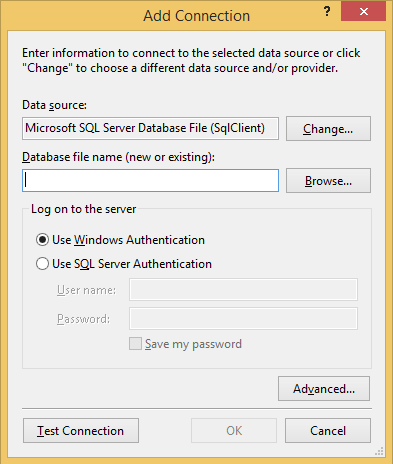 Add Connection
?
Enter information to connect to the selected data source or click
"Change" to choose a different data source and/or provider.
Data source:
Microsoft SQL Server Database File (SqlClient)
Change...
Database file name (new or existing):
Browse...
Log on to the server
Use Windows Authentication
Use SQL Server Authentication
User name:
Password:
Save my password
Advanced...
Test Connection
OK
Cancel